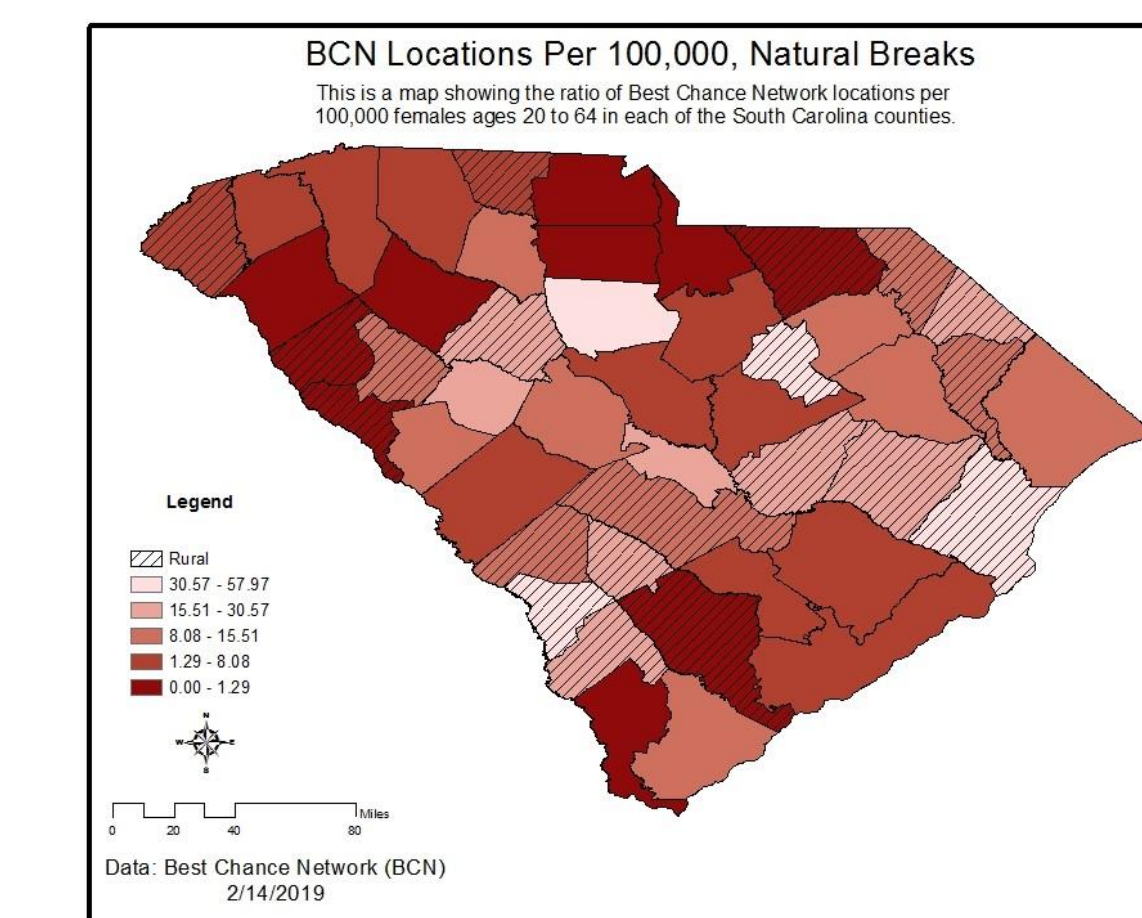 BCN Locations Per 100,000, Natural Breaks
This is a map showing the ratio of Best Chance Network locations per
100,000 females ages 20 to 64 in each of the South Carolina counties.
Legend
Rural
30.57 - 57.97
15.51 - 30.57
8.08 - 15.51
1.29 - 8.08
0.00 - 1.29
N
W E
S
Miles
0 20 40 80
Data: Best Chance Network (BCN)
2/14/2019